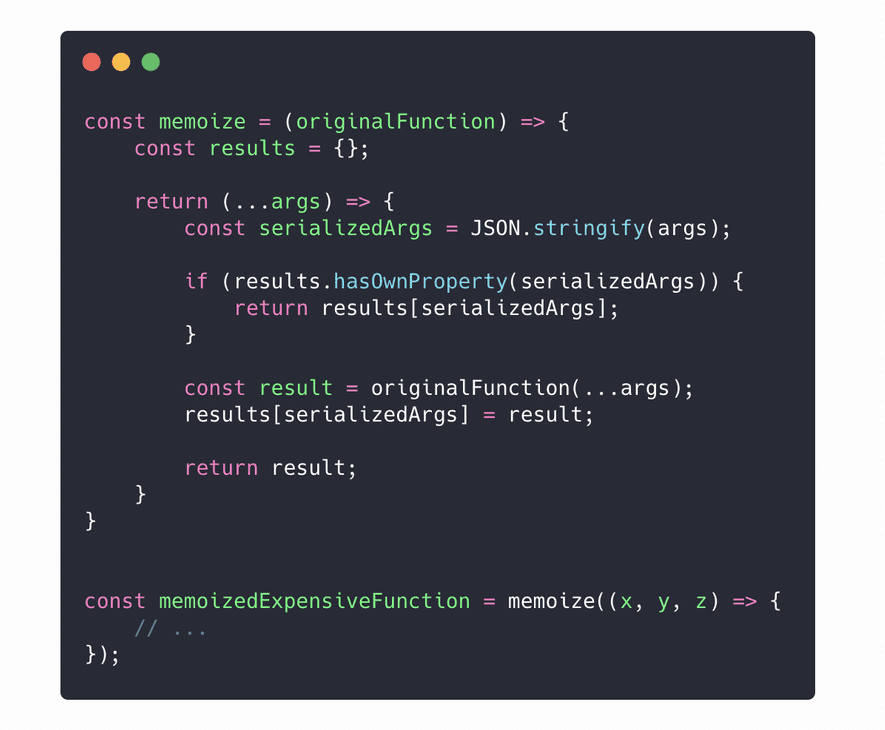 const memoize = (originalFunction) => {
    const results = {};

    return (...args) => {
        const serializedArgs = JSON.stringify(args);

        if (results.hasOwnProperty(serializedArgs)) {
            return results[serializedArgs];
        }

        const result = originalFunction(...args);
        results[serializedArgs] = result;

        return result;
    }
}


const memoizedExpensiveFunction = memoize((x, y, z) => {
    // ...
});